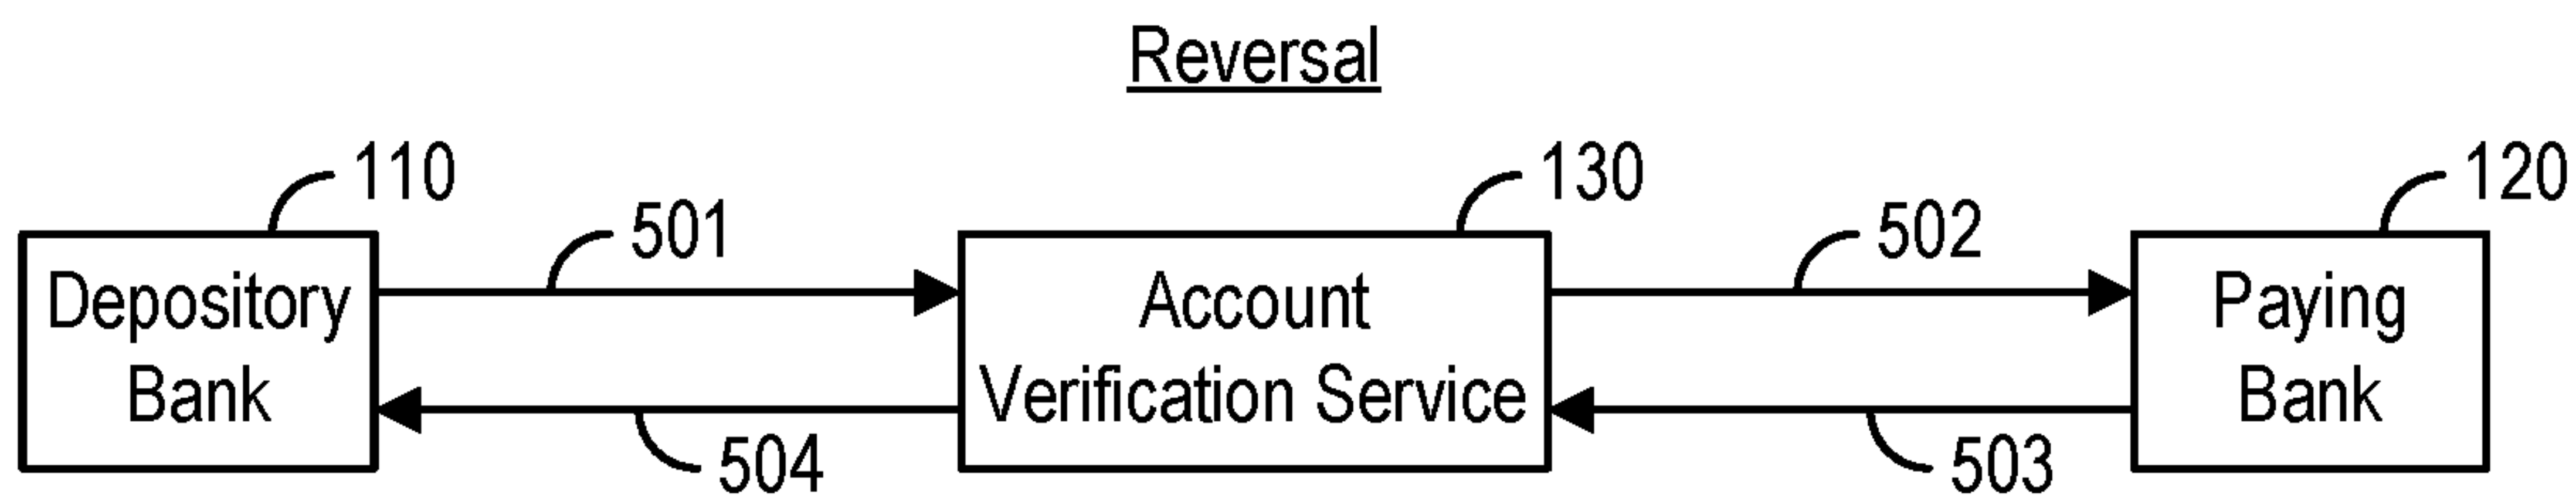 Reversal
110
130
120
501
502
Depository
Bank
Account
Verification Service
Paying
Bank
504
503